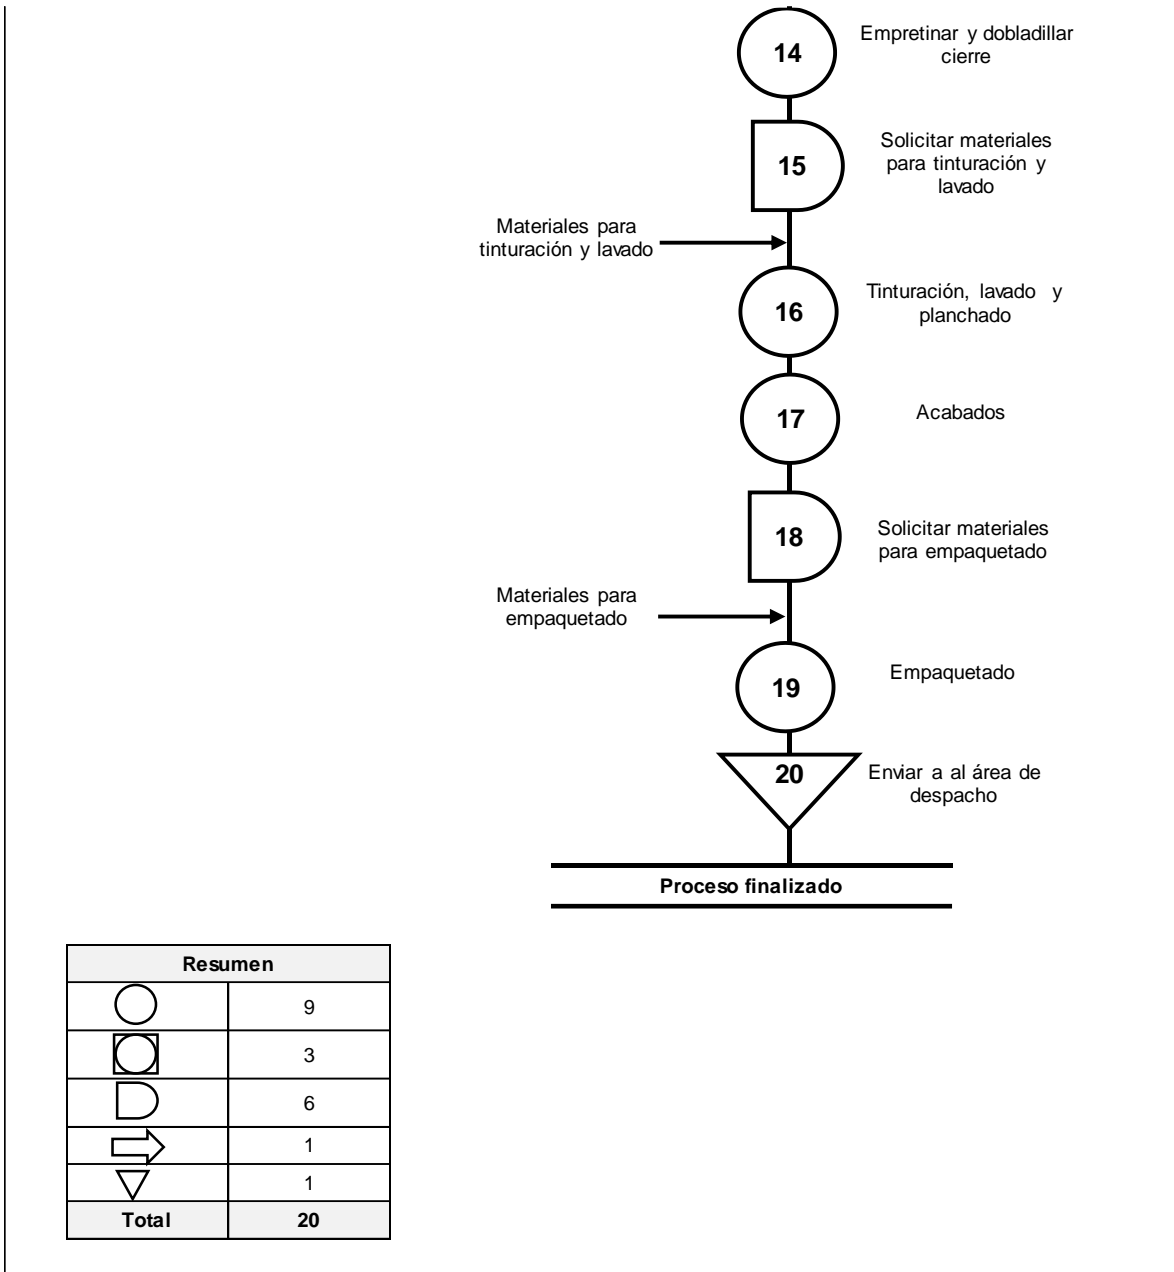 14
Empretinar y dobladillar
cierre
15
Solicitar materiales
para tinturación y
lavado
Materiales para
tinturación y lavado
16
Tinturación, lavado y
planchado
17
Acabados
18
Solicitar materiales
para empaquetado
Materiales para
empaquetado
19
Empaquetado
20
Enviar a al área de
despacho
Proceso finalizado
Resumen
9
3
6
1
1
Total 20